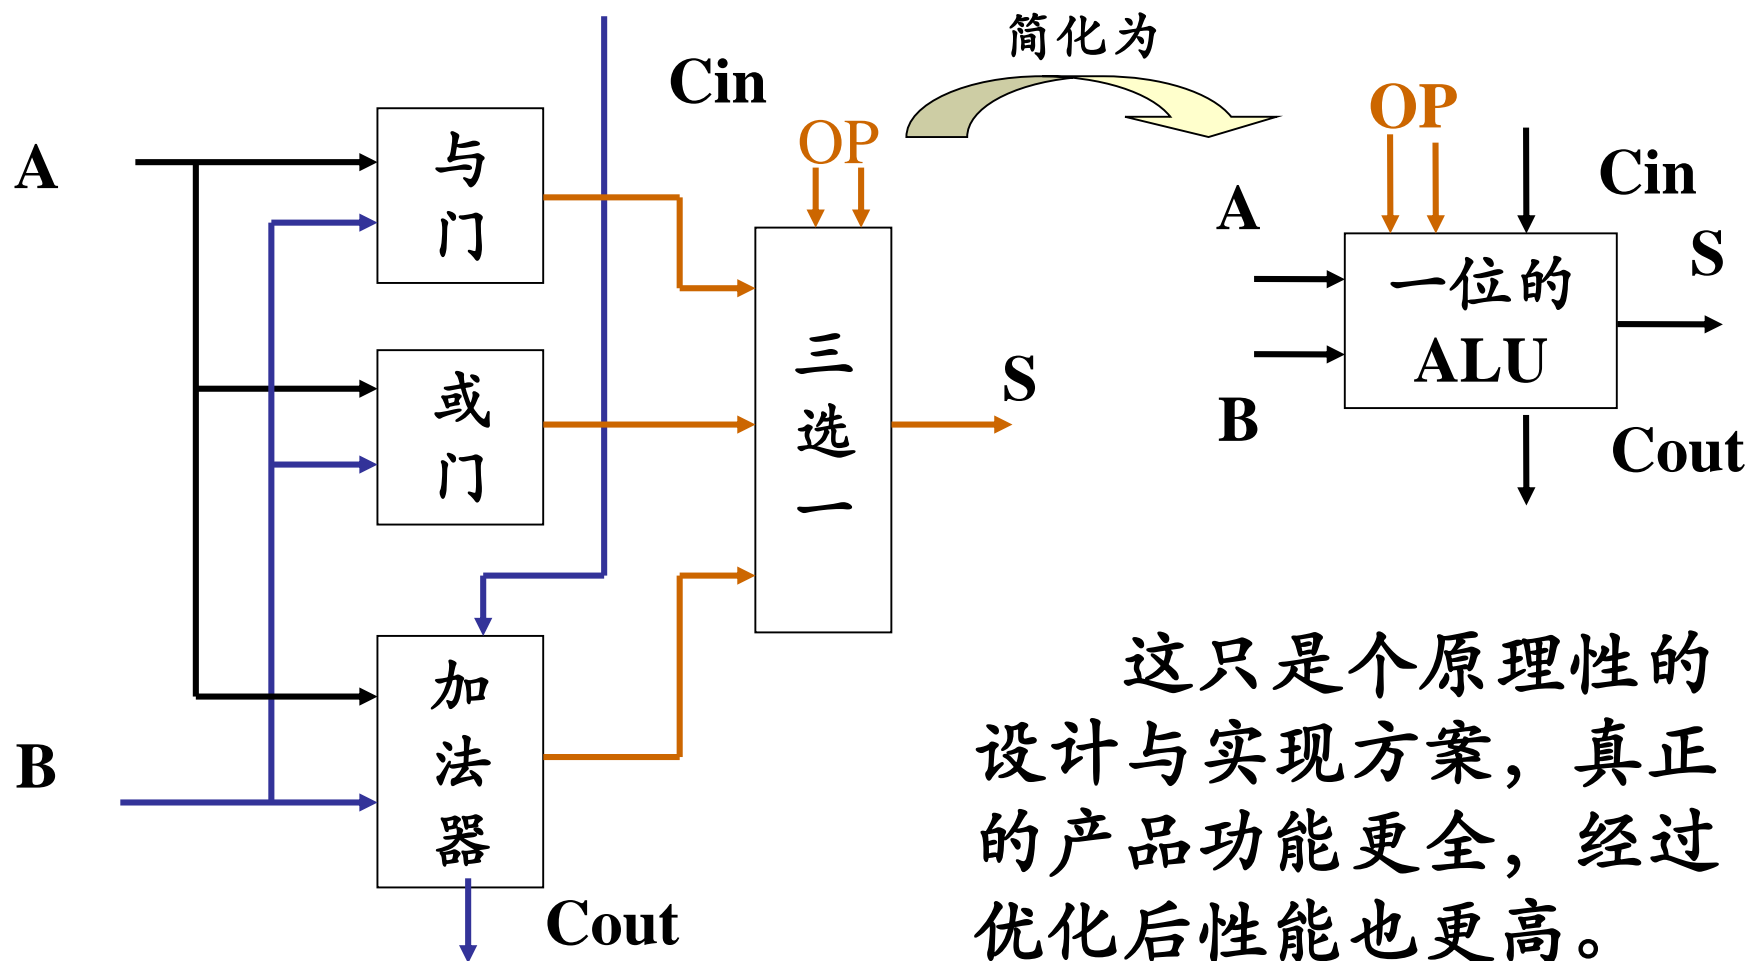 简化为
Cin
OP
OP
A
与门
Cin
A
S
一位的
ALU
或门
三选一
S
B
Cout
加法器
B
Cout
这只是个原理性的
设计与实现方案，真正
的产品功能更全，经过
优化后性能也更高。